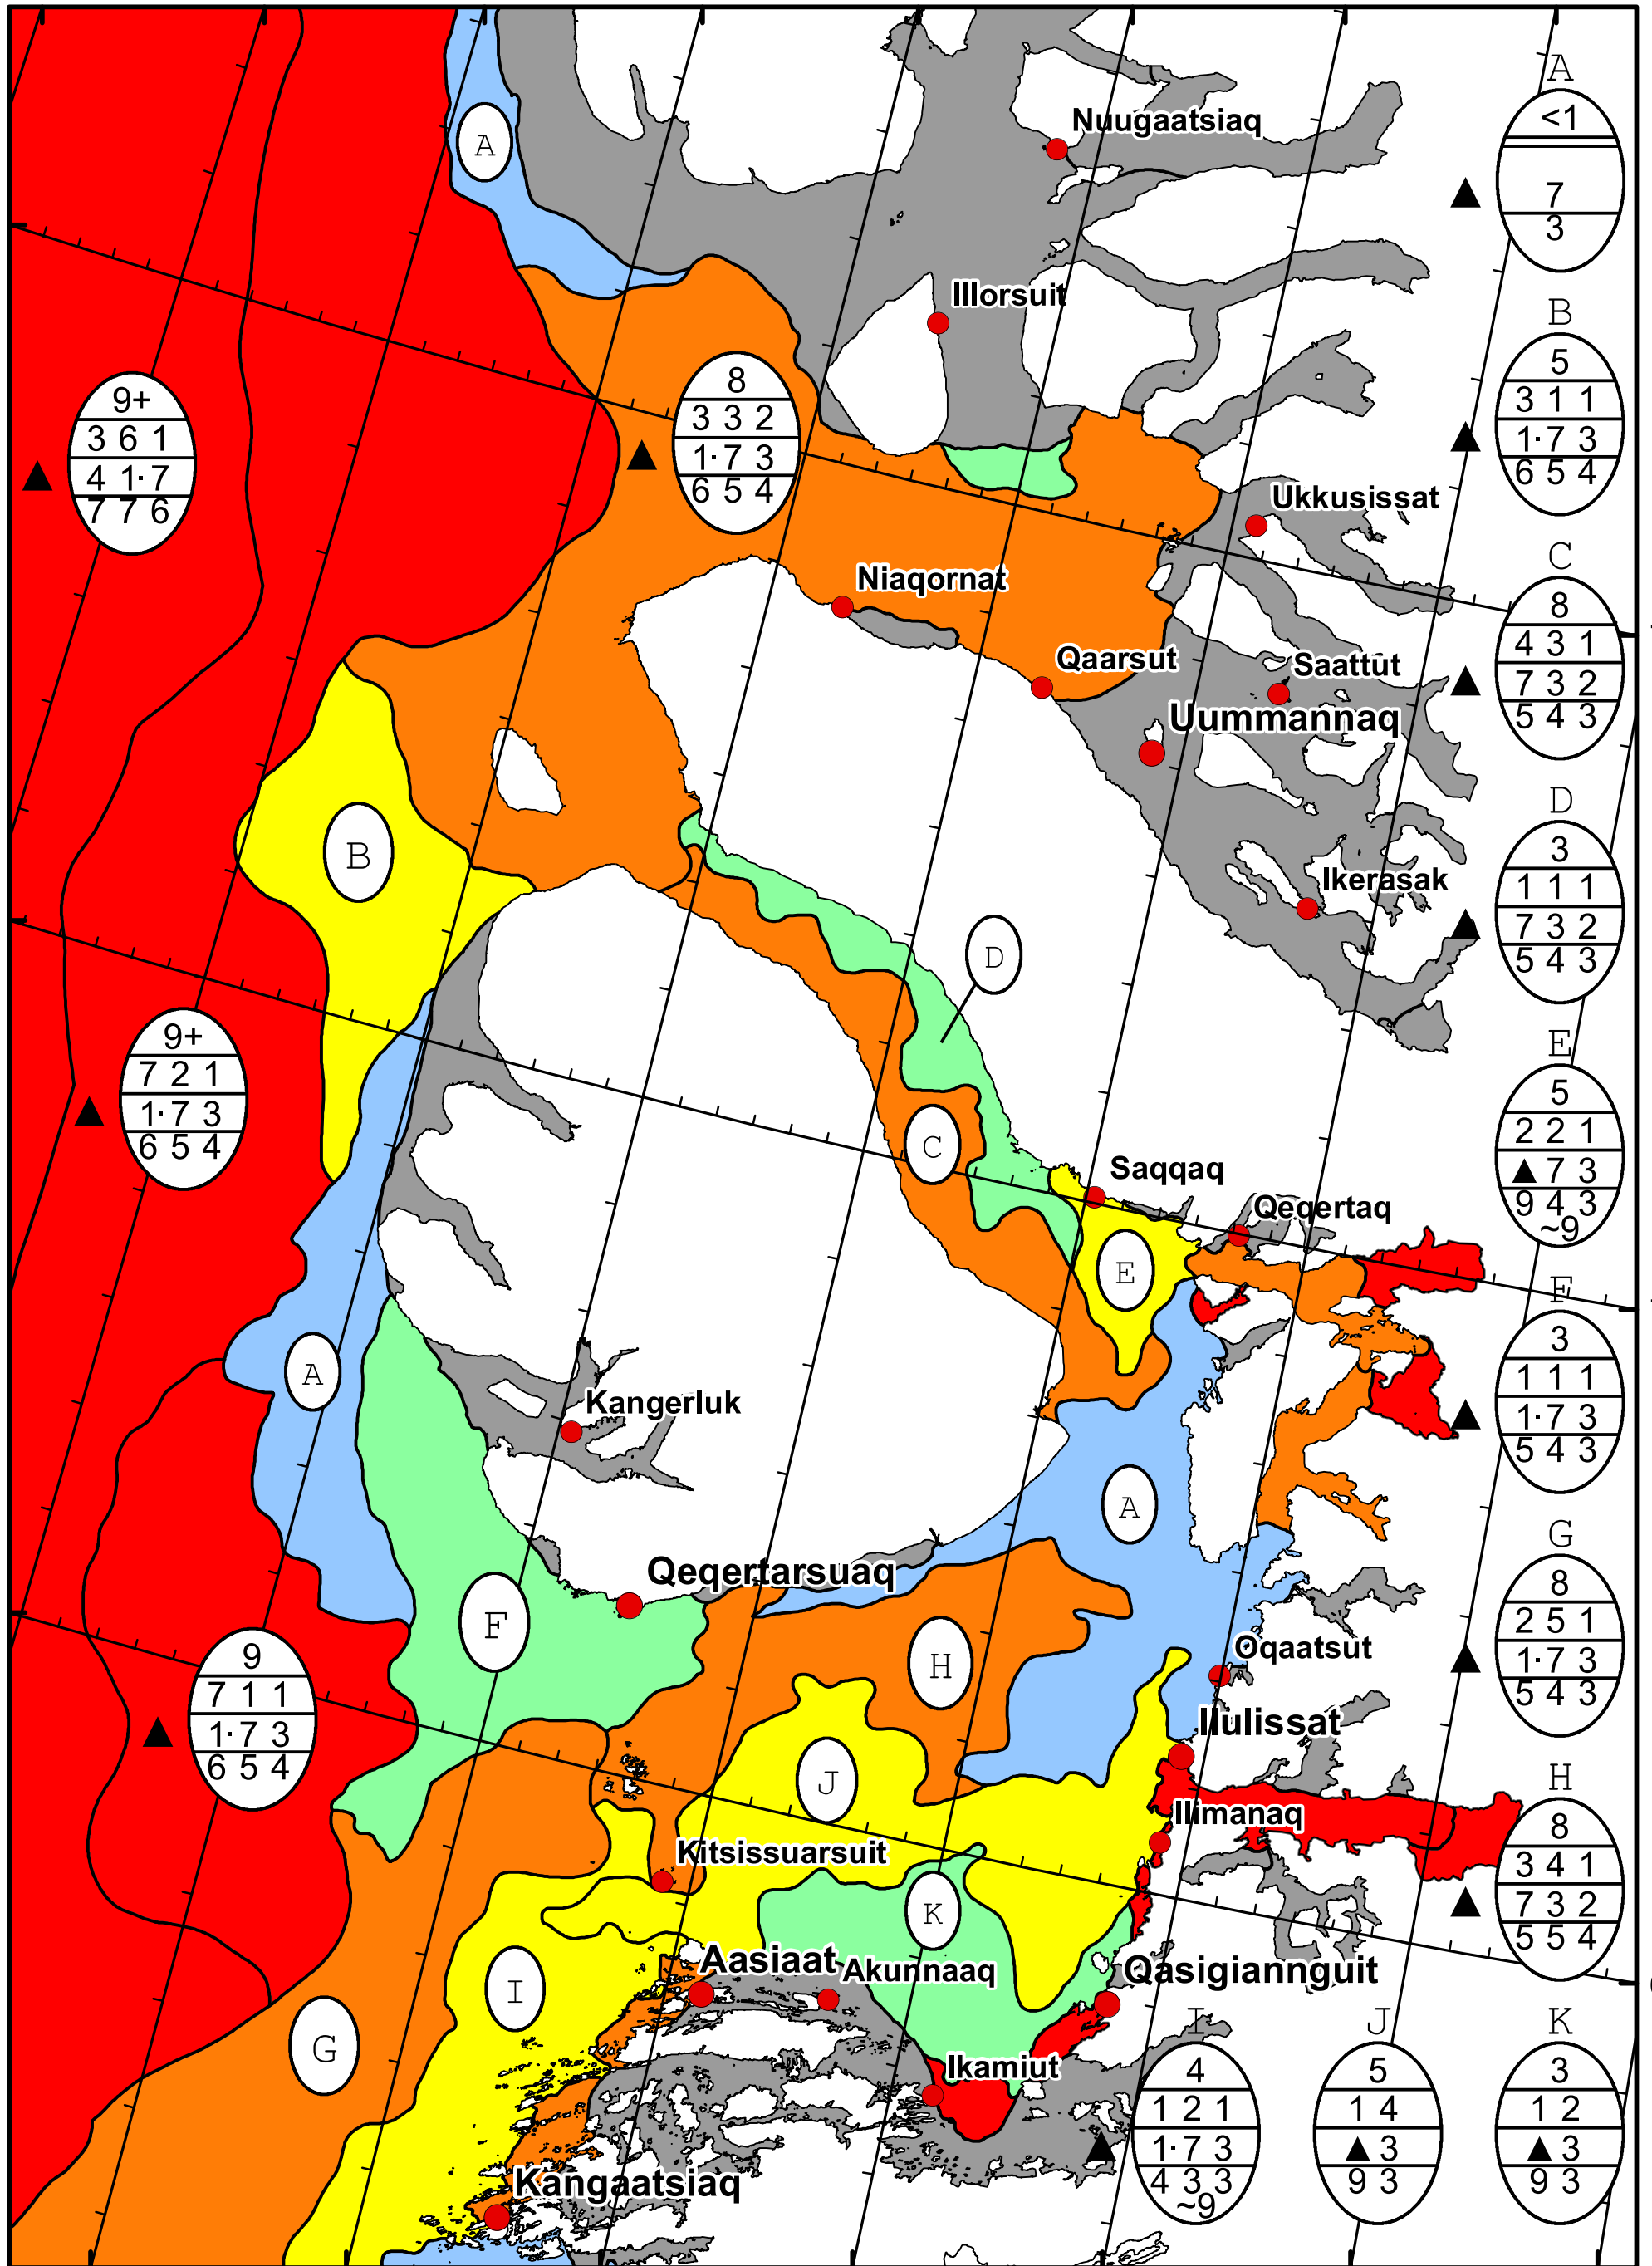 A
<1
7
3
A
Nuugaatsiaq
Illorsuit
B
5
3 1 1
1·7 3
6 5 4
9+
3 6 1
4 1·7
7 7 6
8
3 3 2
1·7 3
6 5 4
Ukkusissat
C
8
4 3 1
7 3 2
5 4 3
Niaqornat
Qaarsut
Saattut
Uummannaq
B
D
3
1 1 1
7 3 2
5 4 3
Ikerasak
D
9+
7 2 1
1·7 3
6 5 4
C
E
5
2 2 1
▲ 7 3
9 4 3
~9
Saqqaq
Qeqertaq
E
F
3
1 1 1
1·7 3
5 4 3
A
Kangerluk
A
G
8
2 5 1
1·7 3
5 4 3
Qeqertarsuaq
F
H
Oqaatsut
9
7 1 1
1·7 3
6 5 4
Ilulissat
J
H
8
3 4 1
7 3 2
5 5 4
Ilimanaq
Kitsissuarsuit
K
Aasiaat
Akunnaaq
Qasigiannguit
I
G
Ikamiut
I
4
1 2 1
1·7 3
4 3 3
~9
J
5
1 4
▲ 3
9 3
K
3
1 2
▲ 3
9 3
Kangaatsiaq